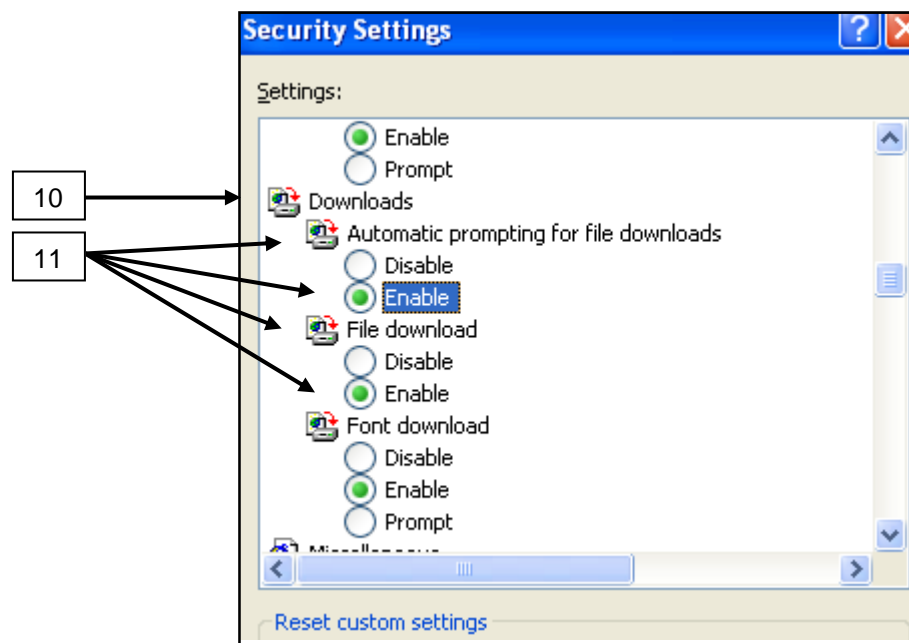 Security Settings
Settings:
Enable
Prompt
10
Downloads
11
Automatic prompting for file downloads
Disable
Enable
File download
Disable
Enable
Font download
Disable
Enable
Prompt
Miscellaneous
Reset custom settings